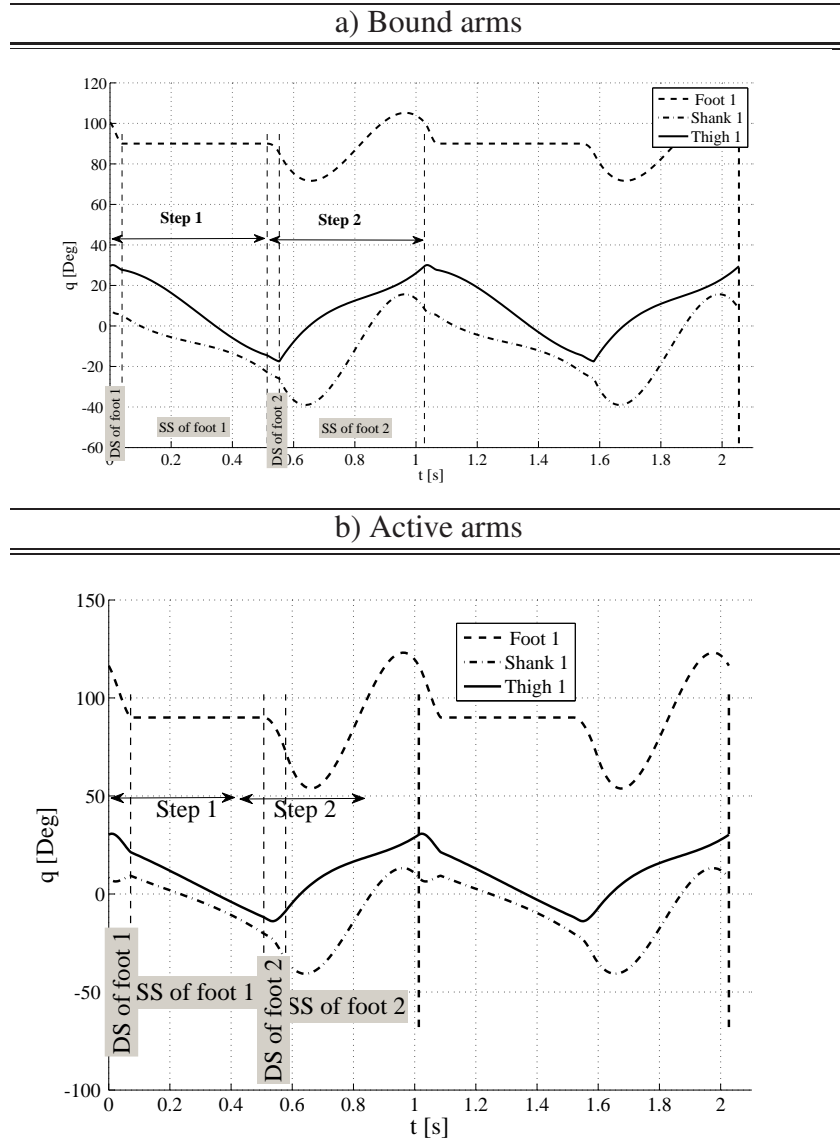 a) Bound arms
120
100
80
60
40
20
0
-20
-40
-60
q [Deg]
Foot 1
Shank 1
Thigh 1
Step 1
Step 2
DS of foot 1
SS of foot 1
DS of foot 2
SS of foot 2
0.2
0.4
0.6
0.8
1
1.2
1.4
1.6
1.8
2
t [s]
b) Active arms
150
100
50
0
-50
-100
q [Deg]
Foot 1
Shank 1
Thigh 1
Step 1
Step 2
DS of foot 1
SS of foot 1
DS of foot 2
SS of foot 2
0
0.2
0.4
0.6
0.8
1
1.2
1.4
1.6
1.8
2
t [s]